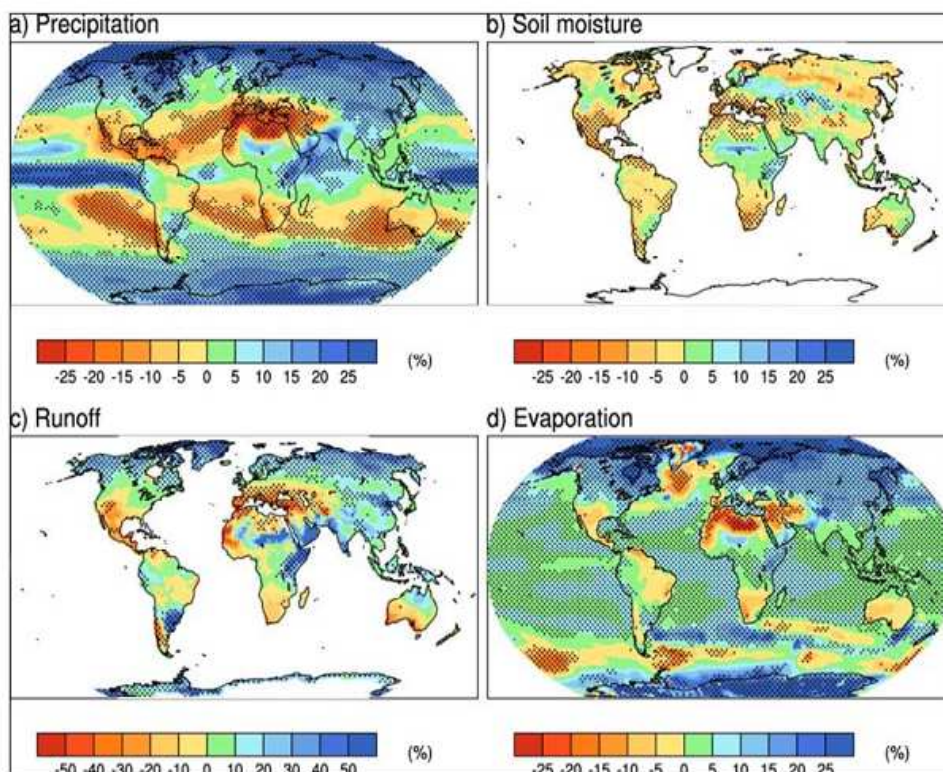 a) Precipitation
b) Soil moisture
-25 -20 -15 -10 -5 0 5 10 15 20 25 (%)
-25 -20 -15 -10 -5 0 5 10 15 20 25 (%)
c) Runoff
d) Evaporation
-50 -40 -30 -20 -10 0 10 20 30 40 50 (%)
-25 -20 -15 -10 -5 0 5 10 15 20 25 (%)